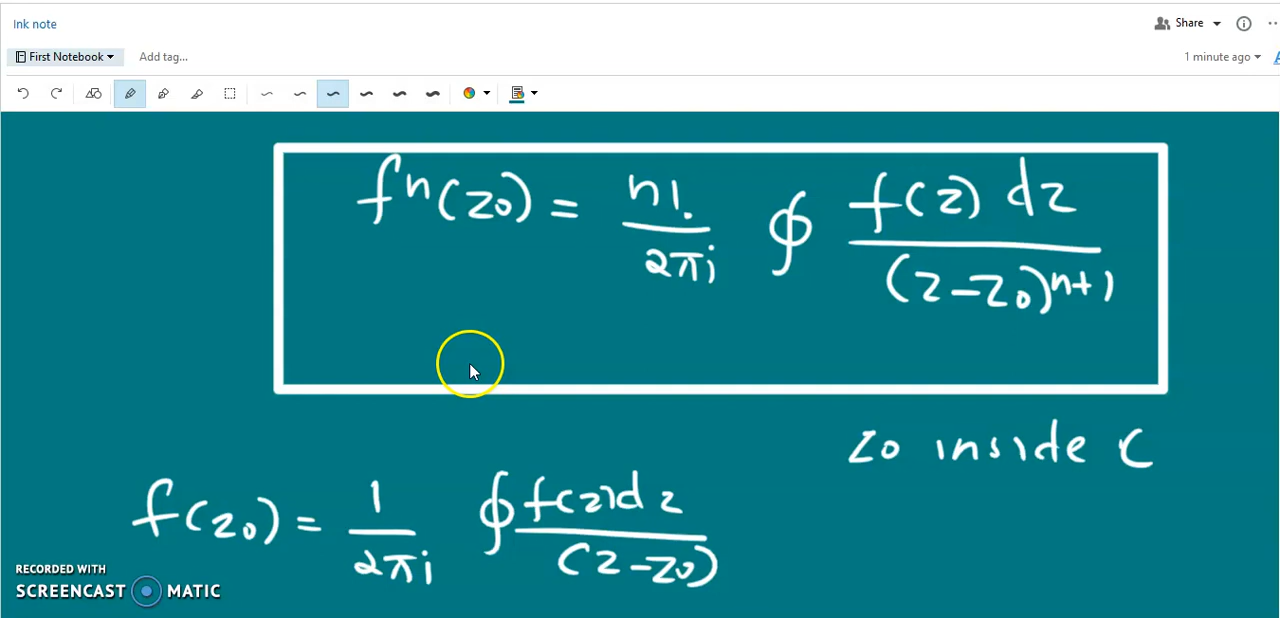 Ink note
Share
First Notebook
Add tag...
1 minute ago
fⁿ(z0) = n! / 2πi ∮ f(z) dz / (z-z0)ⁿ⁺¹
z0 inside C
f(z0) = 1 / 2πi ∮ f(z)dz / (z-z0)
RECORDED WITH
SCREENCAST MATIC